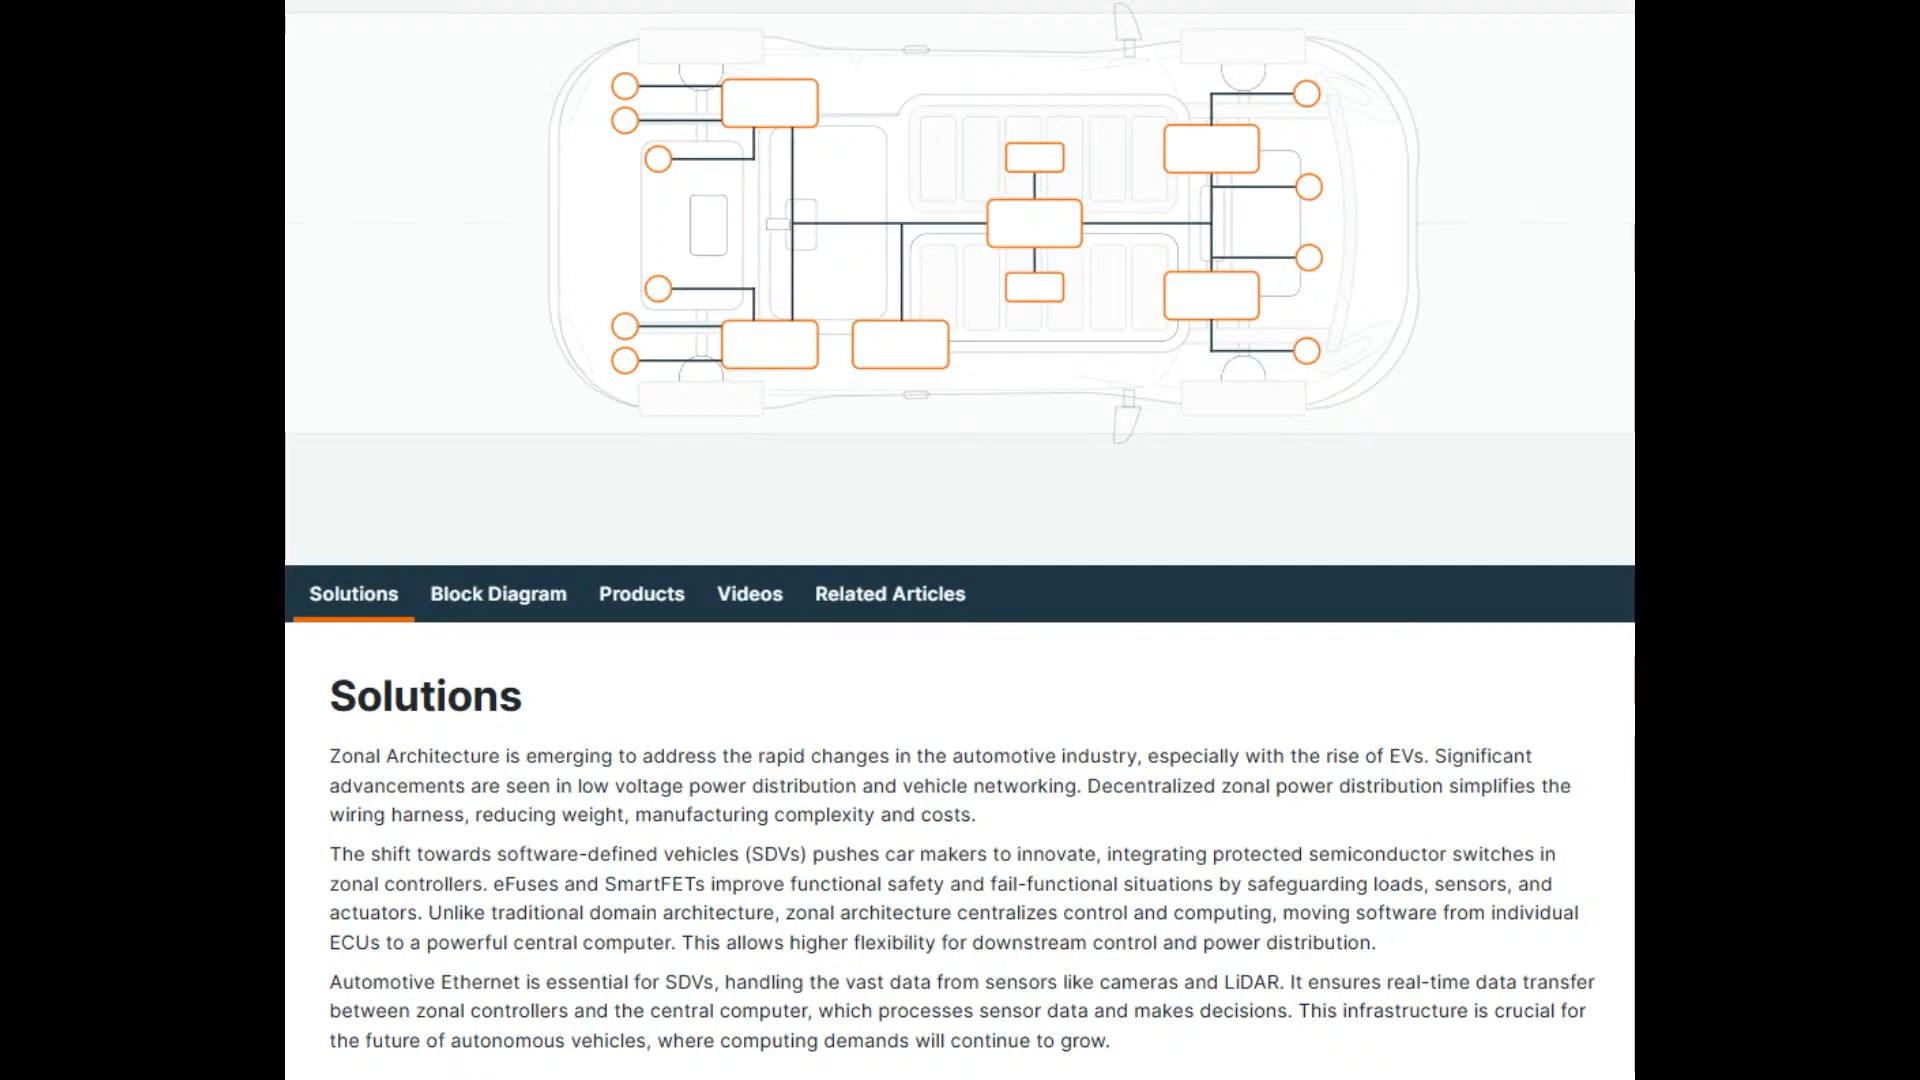 Solutions Block Diagram Products Videos Related Articles
Solutions
Zonal Architecture is emerging to address the rapid changes in the automotive industry, especially with the rise of EVs. Significant
advancements are seen in low voltage power distribution and vehicle networking. Decentralized zonal power distribution simplifies the
wiring harness, reducing weight, manufacturing complexity and costs.
The shift towards software-defined vehicles (SDVs) pushes car makers to innovate, integrating protected semiconductor switches in
zonal controllers. eFuses and SmartFETs improve functional safety and fail-functional situations by safeguarding loads, sensors, and
actuators. Unlike traditional domain architecture, zonal architecture centralizes control and computing, moving software from individual
ECUs to a powerful central computer. This allows higher flexibility for downstream control and power distribution.
Automotive Ethernet is essential for SDVs, handling the vast data from sensors like cameras and LiDAR. It ensures real-time data transfer
between zonal controllers and the central computer, which processes sensor data and makes decisions. This infrastructure is crucial for
the future of autonomous vehicles, where computing demands will continue to grow.